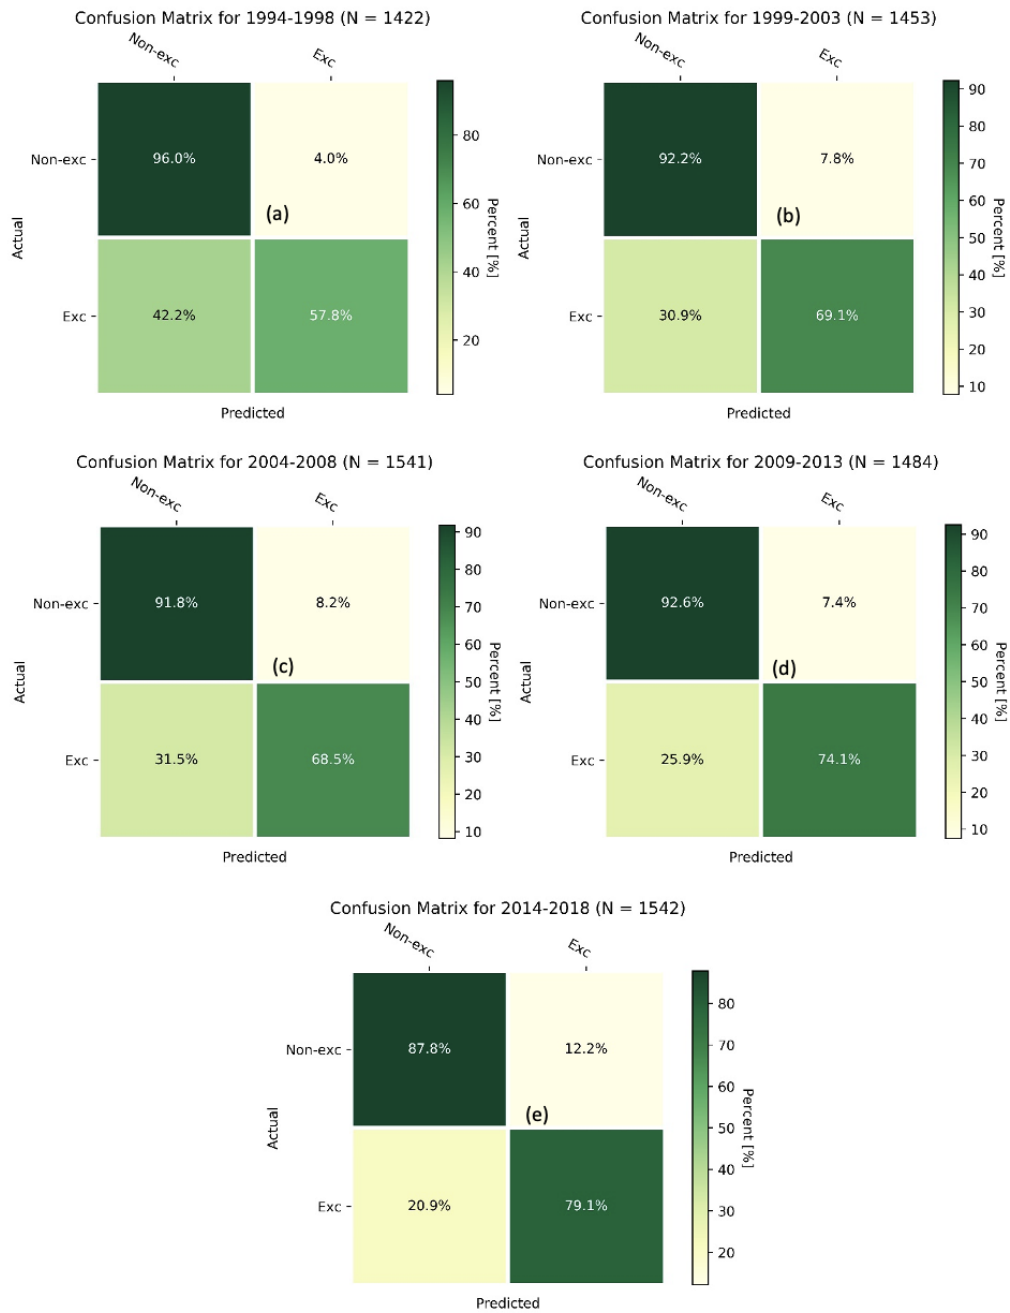 Confusion Matrix for 1994-1998 (N = 1422)
Non-exc
Exc
Non-exc
96.0%
4.0%
(a)
Exc
42.2%
57.8%
Actual
Predicted
80
60
40
20
Percent [%]
Confusion Matrix for 1999-2003 (N = 1453)
Non-exc
Exc
Non-exc
92.2%
7.8%
(b)
Exc
30.9%
69.1%
Actual
Predicted
90
80
70
60
50
40
30
20
10
Percent [%]
Confusion Matrix for 2004-2008 (N = 1541)
Non-exc
Exc
Non-exc
91.8%
8.2%
(c)
Exc
31.5%
68.5%
Actual
Predicted
90
80
70
60
50
40
30
20
10
Percent [%]
Confusion Matrix for 2009-2013 (N = 1484)
Non-exc
Exc
Non-exc
92.6%
7.4%
(d)
Exc
25.9%
74.1%
Actual
Predicted
90
80
70
60
50
40
30
20
10
Percent [%]
Confusion Matrix for 2014-2018 (N = 1542)
Non-exc
Exc
Non-exc
87.8%
12.2%
(e)
Exc
20.9%
79.1%
Actual
Predicted
80
70
60
50
40
30
20
Percent [%]